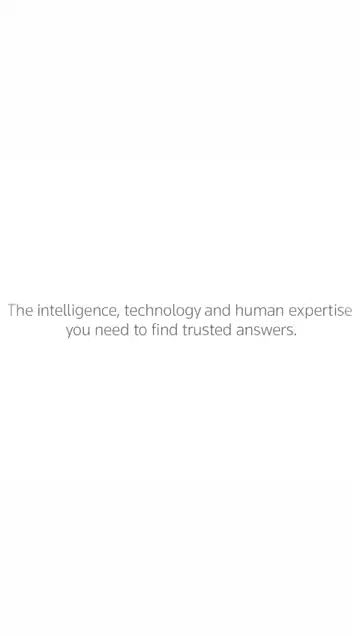 The intelligence, technology and human expertise
you need to find trusted answers.